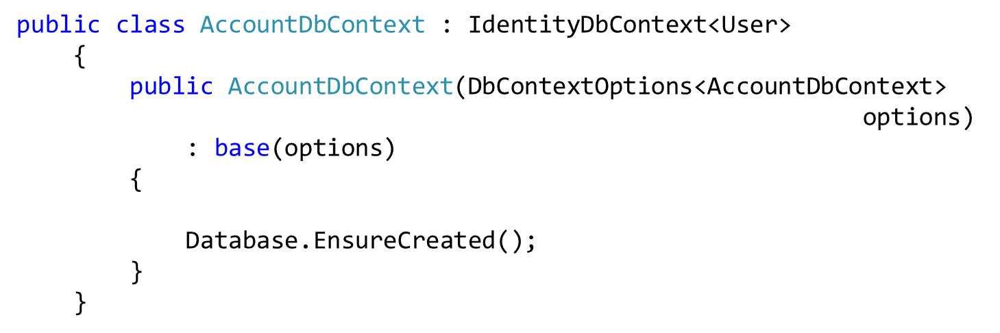 public class AccountDbContext : IdentityDbContext<User>
{
public AccountDbContext(DbContextOptions<AccountDbContext>
options)
: base(options)
{
Database.EnsureCreated();
}
}